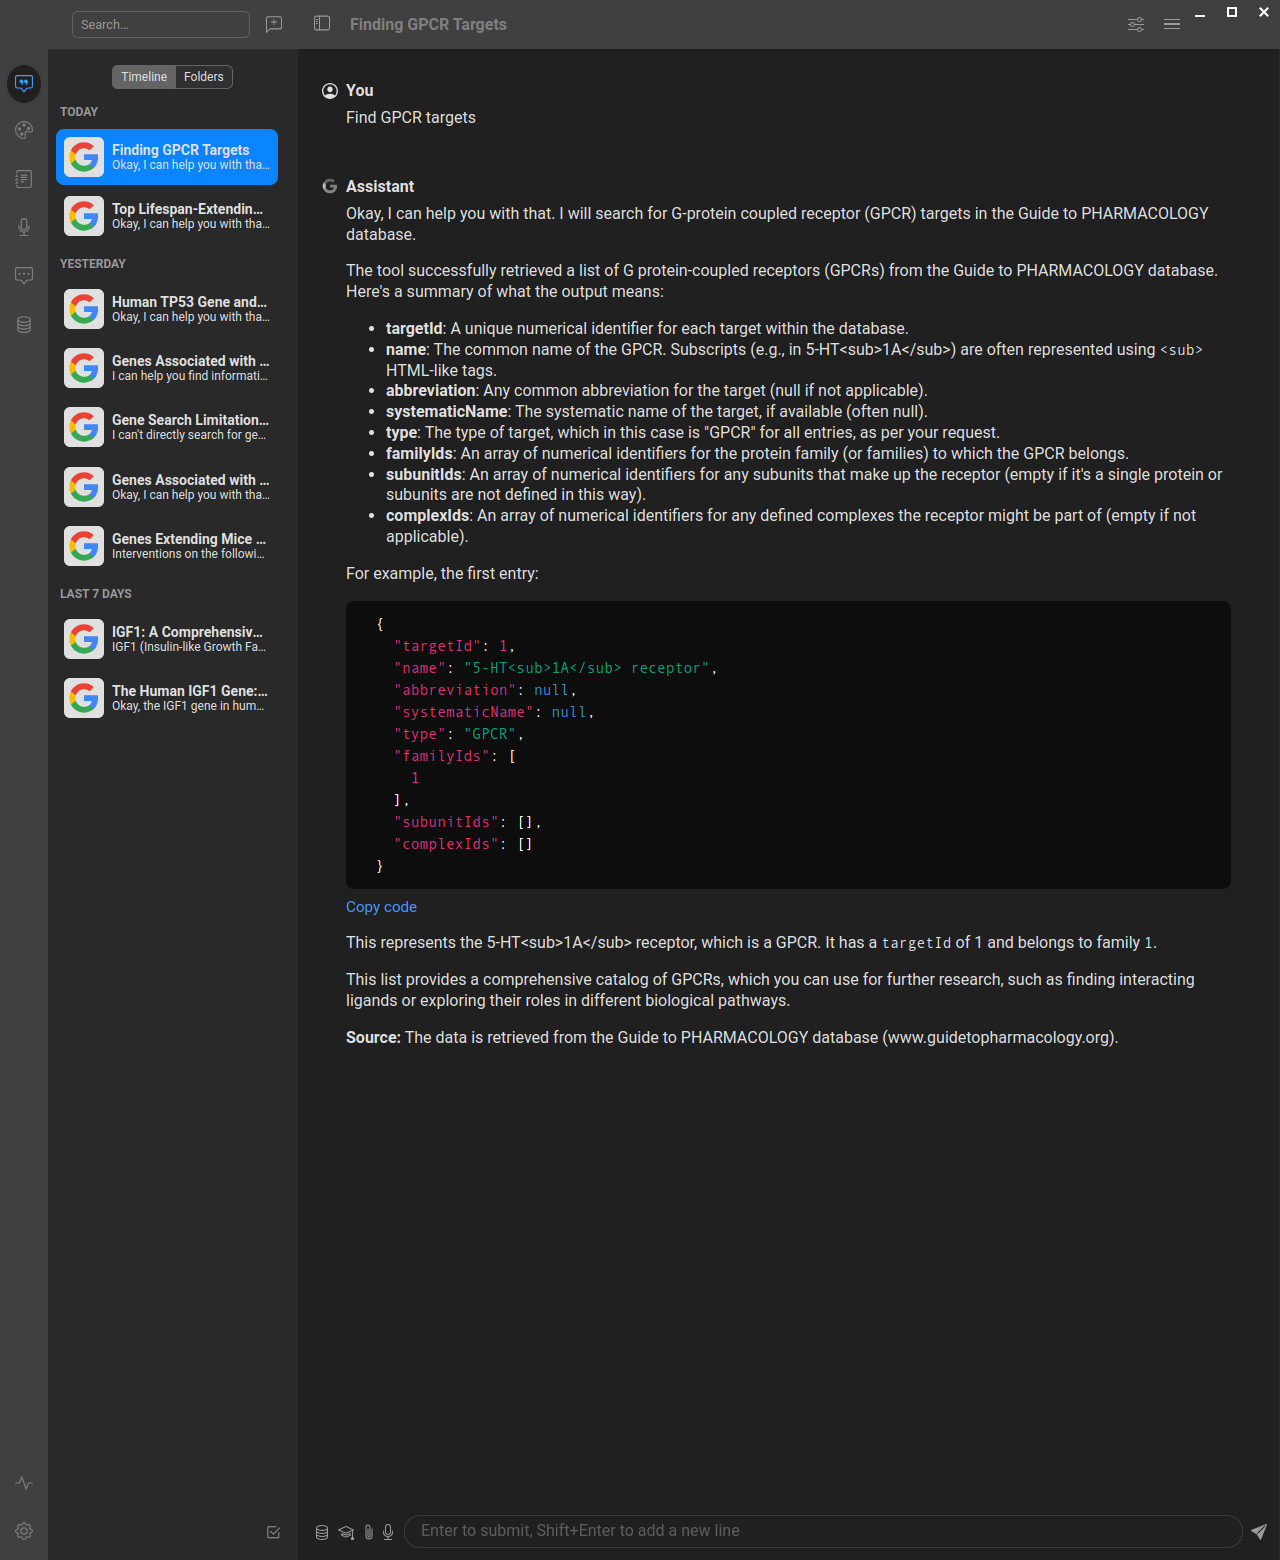 Search...
Finding GPCR Targets
Timeline
Folders
TODAY
Finding GPCR Targets
Okay, I can help you with tha...
Top Lifespan-Extendin...
Okay, I can help you with tha...
YESTERDAY
Human TP53 Gene and...
Okay, I can help you with tha...
Genes Associated with ...
I can help you find informati...
Gene Search Limitation...
I can't directly search for ge...
Genes Associated with ...
Okay, I can help you with tha...
Genes Extending Mice ...
Interventions on the followi...
LAST 7 DAYS
IGF1: A Comprehensiv...
IGF1 (Insulin-like Growth Fa...
The Human IGF1 Gene:...
Okay, the IGF1 gene in hum...
You
Find GPCR targets
Assistant
Okay, I can help you with that. I will search for G-protein coupled receptor (GPCR) targets in the Guide to PHARMACOLOGY
database.
The tool successfully retrieved a list of G protein-coupled receptors (GPCRs) from the Guide to PHARMACOLOGY database.
Here's a summary of what the output means:
• targetId: A unique numerical identifier for each target within the database.
• name: The common name of the GPCR. Subscripts (e.g., in 5-HT<sub>1A</sub>) are often represented using <sub>
HTML-like tags.
• abbreviation: Any common abbreviation for the target (null if not applicable).
• systematicName: The systematic name of the target, if available (often null).
• type: The type of target, which in this case is "GPCR" for all entries, as per your request.
• familyIds: An array of numerical identifiers for the protein family (or families) to which the GPCR belongs.
• subunitIds: An array of numerical identifiers for any subunits that make up the receptor (empty if it's a single protein or
subunits are not defined in this way).
• complexIds: An array of numerical identifiers for any defined complexes the receptor might be part of (empty if not
applicable).
For example, the first entry:
{
"targetId": 1,
"name": "5-HT<sub>1A</sub> receptor",
"abbreviation": null,
"systematicName": null,
"type": "GPCR",
"familyIds": [
1
],
"subunitIds": [],
"complexIds": []
}
Copy code
This represents the 5-HT<sub>1A</sub> receptor, which is a GPCR. It has a targetId of 1 and belongs to family 1.
This list provides a comprehensive catalog of GPCRs, which you can use for further research, such as finding interacting
ligands or exploring their roles in different biological pathways.
Source: The data is retrieved from the Guide to PHARMACOLOGY database (www.guidetopharmacology.org).
Enter to submit, Shift+Enter to add a new line